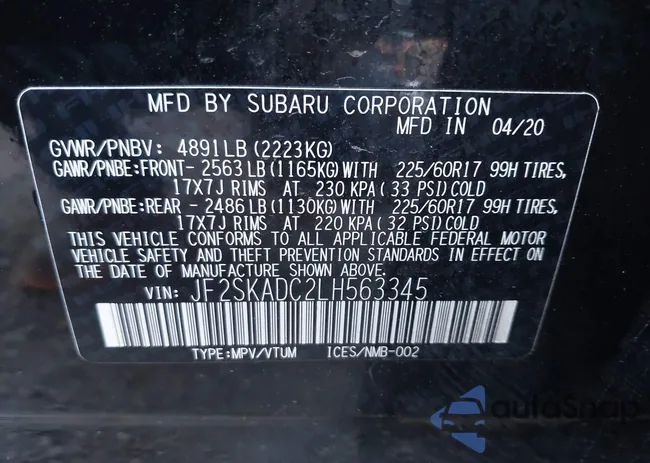 MFD BY SUBARU CORPORATION
MFD IN 04/20
GVWR/PNBV: 4891LB (2223KG)
GAWR/PNBE:FRONT- 2563LB (1165KG)WITH 225/60R17 99H TIRES,
17X7J RIMS AT 230 KPA ( 33 PSI) COLD
GAWR/PNBE:REAR - 2486LB (1130KG)WITH 225/60R17 99H TIRES,
17X7J RIMS AT 220 KPA ( 32 PSI) COLD
THIS VEHICLE CONFORMS TO ALL APPLICABLE FEDERAL MOTOR
VEHICLE SAFETY AND THEFT PREVENTION STANDARDS IN EFFECT ON
THE DATE OF MANUFACTURE SHOWN ABOVE.
VIN: JF2SKADC2LH563345
TYPE:MPV/VTUM ICES/NMB-002
autoSnap